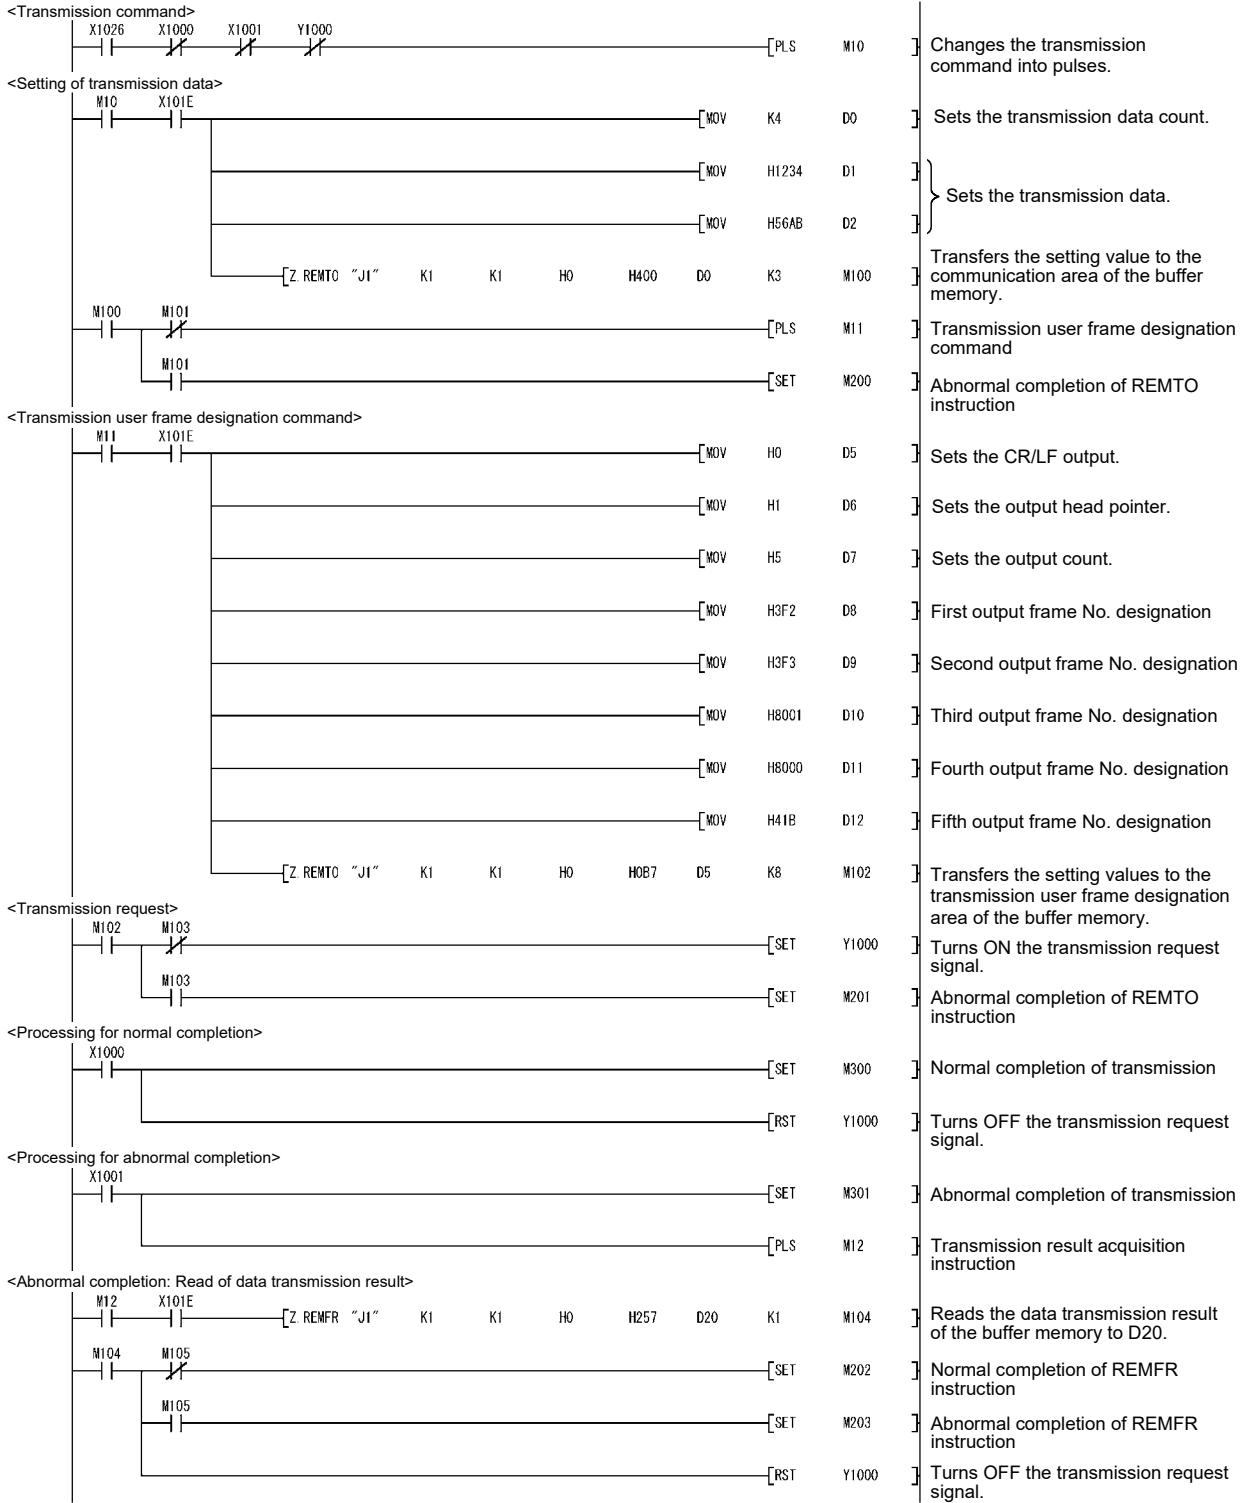 <Transmission command>
X1026 X1000 X1001 Y1000
PLS M10 Changes the transmission
command into pulses.
<Setting of transmission data>
M10 X101E
MOV K4 D0 Sets the transmission data count.
MOV H1234 D1
Sets the transmission data.
MOV H56AB D2
Z.REMTO "J1" K1 K1 H0 H400 D0 K3 M100 Transfers the setting value to the
communication area of the buffer
memory.
M100 M101
PLS M11 Transmission user frame designation
command
M101
SET M200 Abnormal completion of REMTO
instruction
<Transmission user frame designation command>
M11 X101E
MOV H0 D5 Sets the CR/LF output.
MOV H1 D6 Sets the output head pointer.
MOV H5 D7 Sets the output count.
MOV H3F2 D8 First output frame No. designation
MOV H3F3 D9 Second output frame No. designation
MOV H8001 D10 Third output frame No. designation
MOV H8000 D11 Fourth output frame No. designation
MOV H41B D12 Fifth output frame No. designation
Z.REMTO "J1" K1 K1 H0 H0B7 D5 K8 M102 Transfers the setting values to the
transmission user frame designation
area of the buffer memory.
<Transmission request>
M102 M103
SET Y1000 Turns ON the transmission request
signal.
M103
SET M201 Abnormal completion of REMTO
instruction
<Processing for normal completion>
X1000
SET M300 Normal completion of transmission
RST Y1000 Turns OFF the transmission request
signal.
<Processing for abnormal completion>
X1001
SET M301 Abnormal completion of transmission
PLS M12 Transmission result acquisition
instruction
<Abnormal completion: Read of data transmission result>
M12 X101E
Z.REMFR "J1" K1 K1 H0 H257 D20 K1 M104 Reads the data transmission result
of the buffer memory to D20.
M104 M105
SET M202 Normal completion of REMFR
instruction
M105
SET M203 Abnormal completion of REMFR
instruction
RST Y1000 Turns OFF the transmission request
signal.